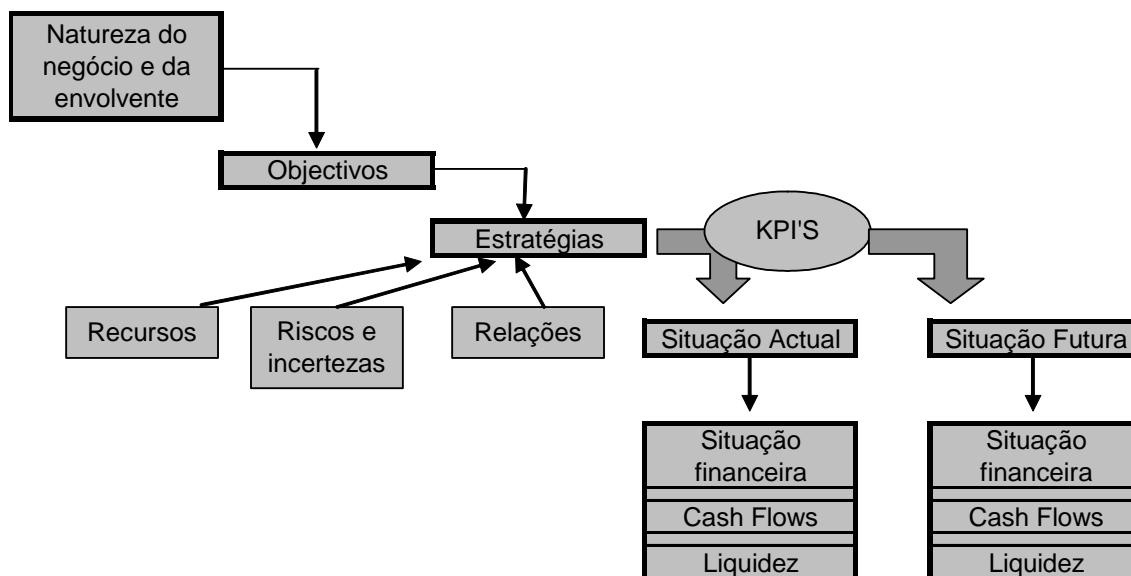 Natureza do
negócio e da
envolvente
Objectivos
Estratégias
KPI'S
Recursos
Riscos e
incertezas
Relações
Situação Actual
Situação Futura
Situação
financeira
Cash Flows
Liquidez
Situação
financeira
Cash Flows
Liquidez